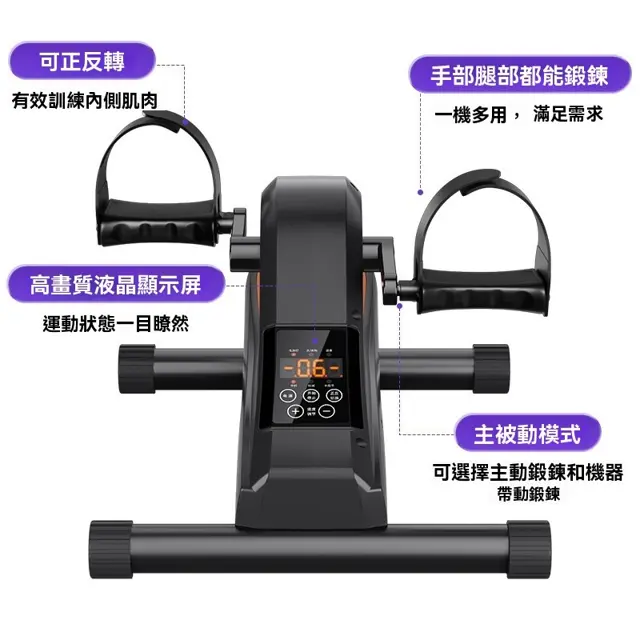 可正反轉
有效訓練內側肌肉
手部腿部都能鍛鍊
一機多用, 滿足需求
高畫質液晶顯示屏
運動狀態一目瞭然
-06.-
主被動模式
可選擇主動鍛鍊和機器
帶動鍛鍊